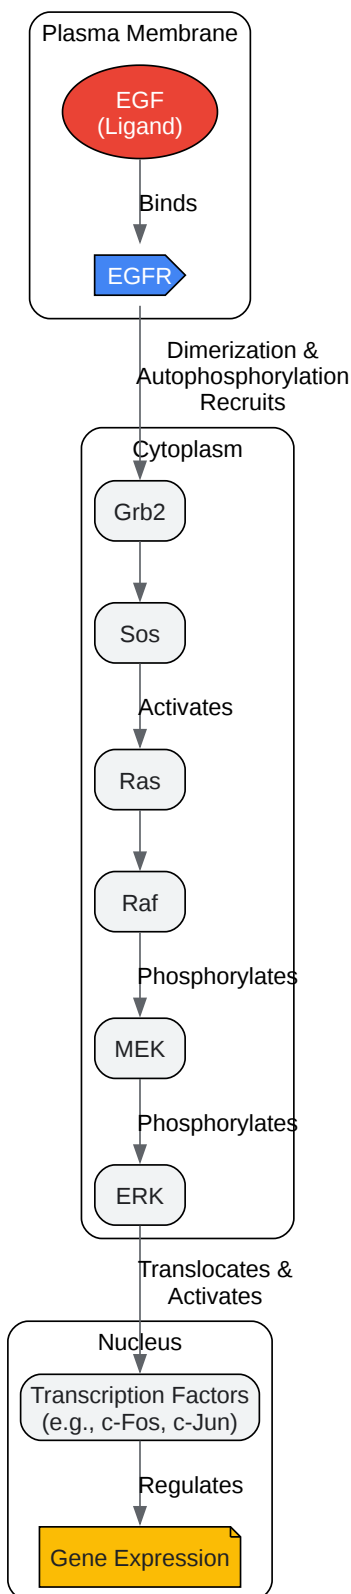 Plasma Membrane
EGF
(Ligand)
Binds
EGFR
Dimerization &
Autophosphorylation
Recruits
Cytoplasm
Grb2
Sos
Activates
Ras
Raf
Phosphorylates
MEK
Phosphorylates
ERK
Translocates &
Activates
Nucleus
Transcription Factors
(e.g., c-Fos, c-Jun)
Regulates
Gene Expression